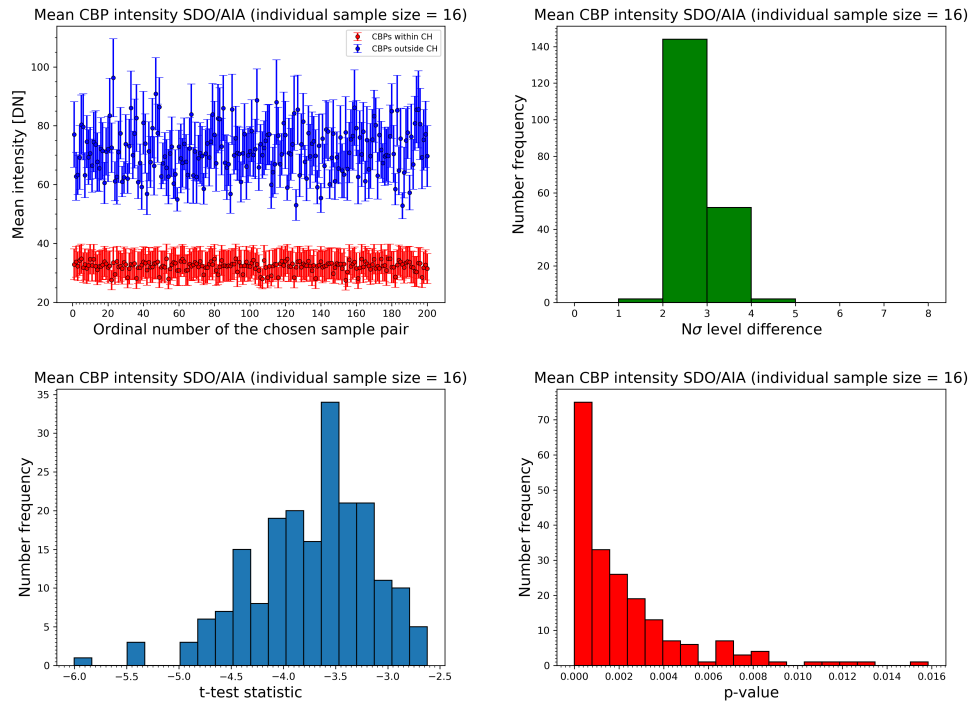 Mean CBP intensity SDO/AIA (individual sample size = 16)
CBPs within CH
CBPs outside CH
Mean intensity [DN]
100
80
60
40
20
0 20 40 60 80 100 120 140 160 180 200
Ordinal number of the chosen sample pair
Mean CBP intensity SDO/AIA (individual sample size = 16)
Number frequency
140
120
100
80
60
40
20
0
0 1 2 3 4 5 6 7 8
Nσ level difference
Mean CBP intensity SDO/AIA (individual sample size = 16)
Number frequency
35
30
25
20
15
10
5
0
−6.0 −5.5 −5.0 −4.5 −4.0 −3.5 −3.0 −2.5
t-test statistic
Mean CBP intensity SDO/AIA (individual sample size = 16)
Number frequency
70
60
50
40
30
20
10
0
0.000 0.002 0.004 0.006 0.008 0.010 0.012 0.014 0.016
p-value